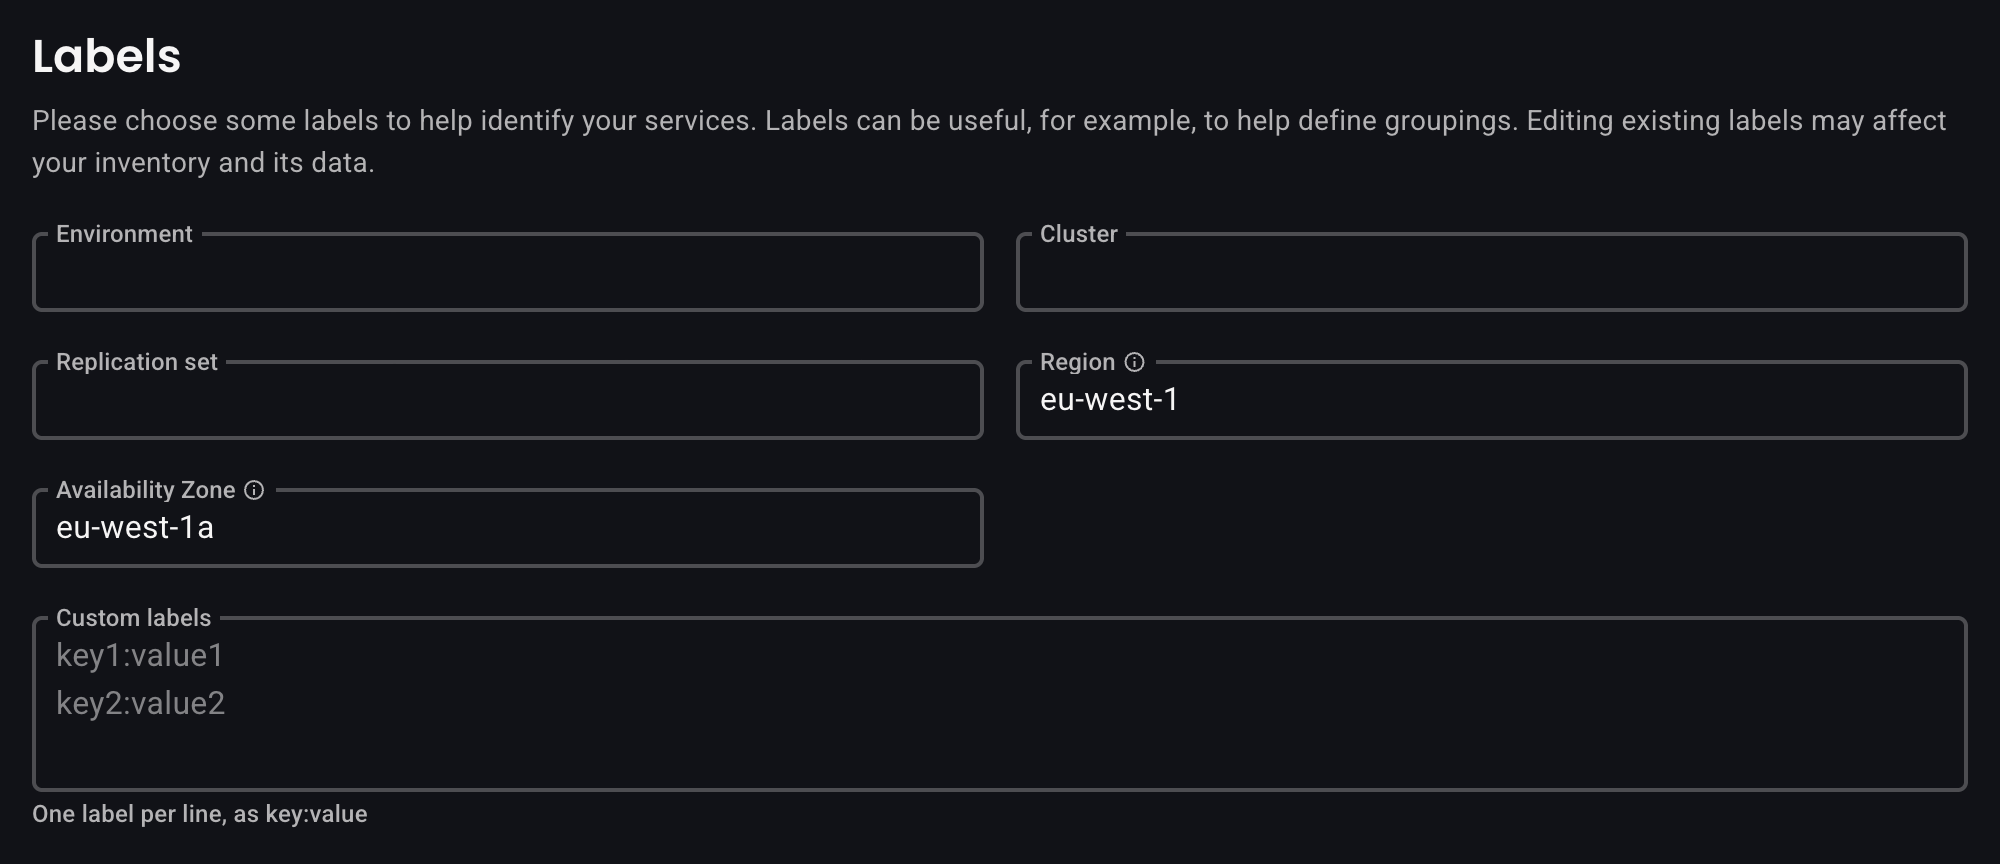 Labels
Please choose some labels to help identify your services. Labels can be useful, for example, to help define groupings. Editing existing labels may affect
your inventory and its data.
Environment
Cluster
Replication set
Region
eu-west-1
Availability Zone
eu-west-1a
Custom labels
key1:value1
key2:value2
One label per line, as key:value